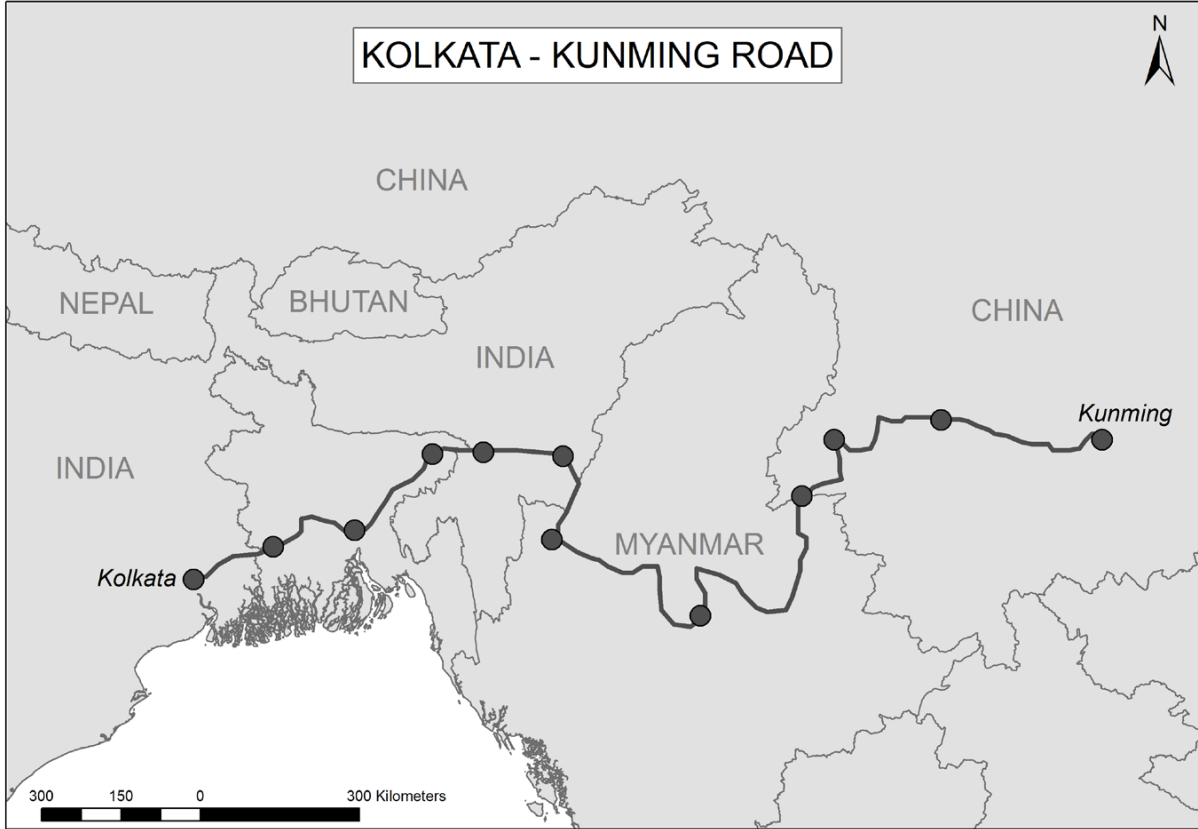 KOLKATA - KUNMING ROAD
N
CHINA
NEPAL
BHUTAN
CHINA
INDIA
Kunming
INDIA
MYANMAR
Kolkata
300 150 0 300 Kilometers